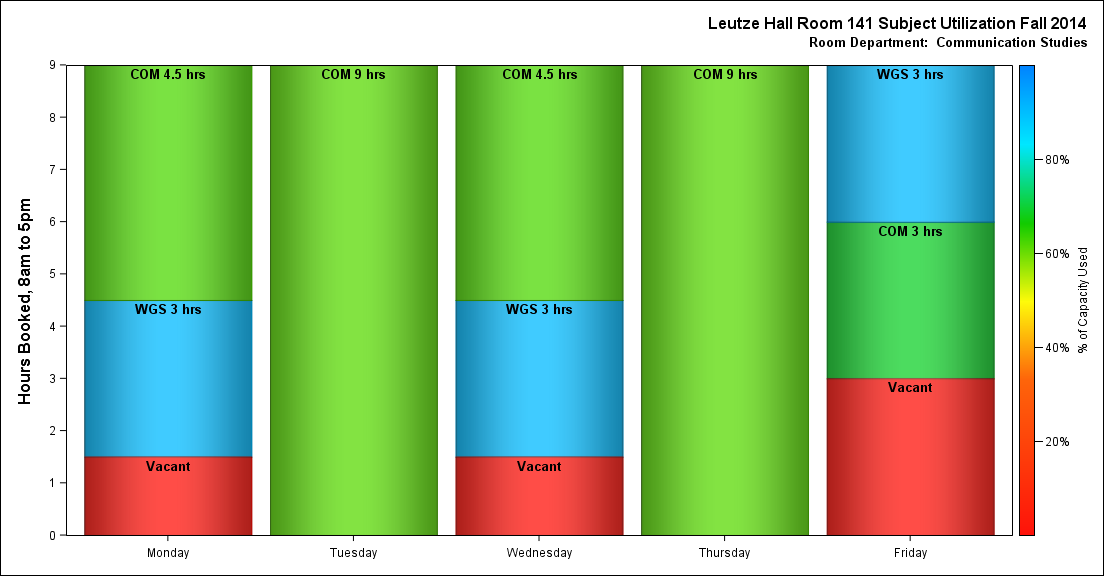 Leutze Hall Room 141 Subject Utilization Fall 2014
Room Department:  Communication Studies
Hours Booked, 8am to 5pm
9
8
7
6
5
4
3
2
1
0
COM 4.5 hrs
WGS 3 hrs
Vacant
COM 9 hrs
COM 4.5 hrs
WGS 3 hrs
Vacant
COM 9 hrs
WGS 3 hrs
COM 3 hrs
Vacant
Monday
Tuesday
Wednesday
Thursday
Friday
80%
60%
40%
20%
% of Capacity Used